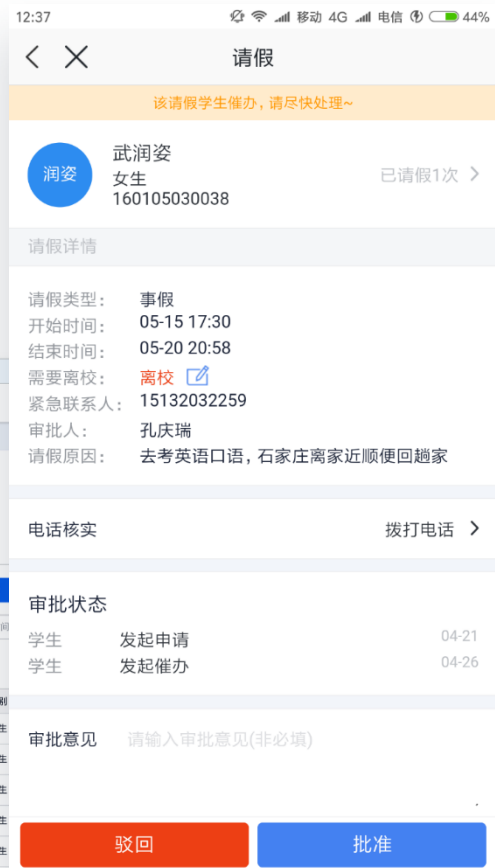 12:37 移动 4G 电信 44%
请假
该请假学生催办，请尽快处理~
润姿
武润姿
女生
160105030038
已请假1次
请假详情
请假类型： 事假
开始时间： 05-15 17:30
结束时间： 05-20 20:58
需要离校： 离校
紧急联系人： 15132032259
审批人： 孔庆瑞
请假原因： 去考英语口语，石家庄离家近顺便回趟家
电话核实 拨打电话
审批状态
学生 发起申请 04-21
学生 发起催办 04-26
审批意见 请输入审批意见(非必填)
驳回 批准